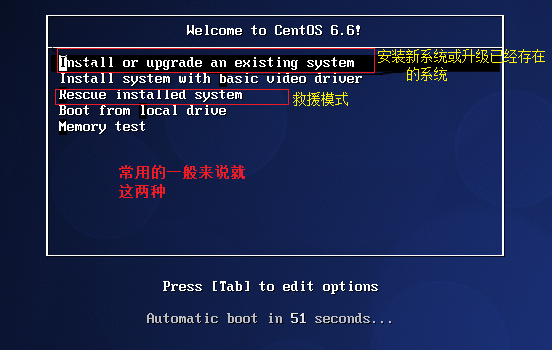 Welcome to CentOS 6.6!
Install or upgrade an existing system
安装新系统或升级已经存在
的系统
Install system with basic video driver
Rescue installed system
救援模式
Boot from local drive
Memory test
常用的一般来说就
这两种
Press [Tab] to edit options
Automatic boot in 51 seconds...